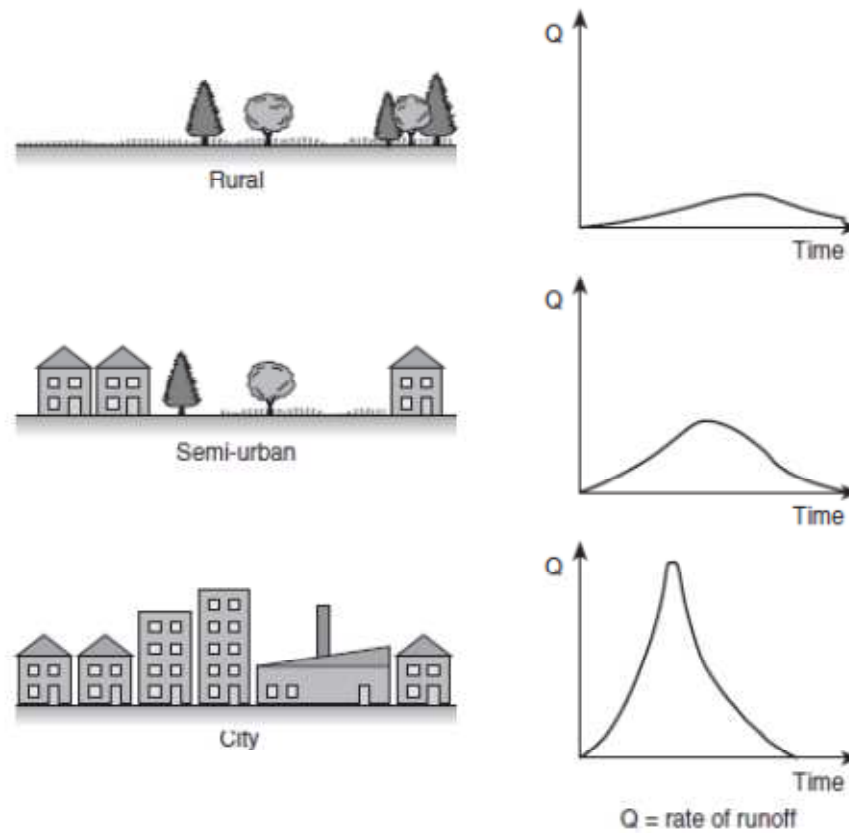 Q
Rural
Time
Q
Semi-urban
Time
Q
City
Time
Q = rate of runoff